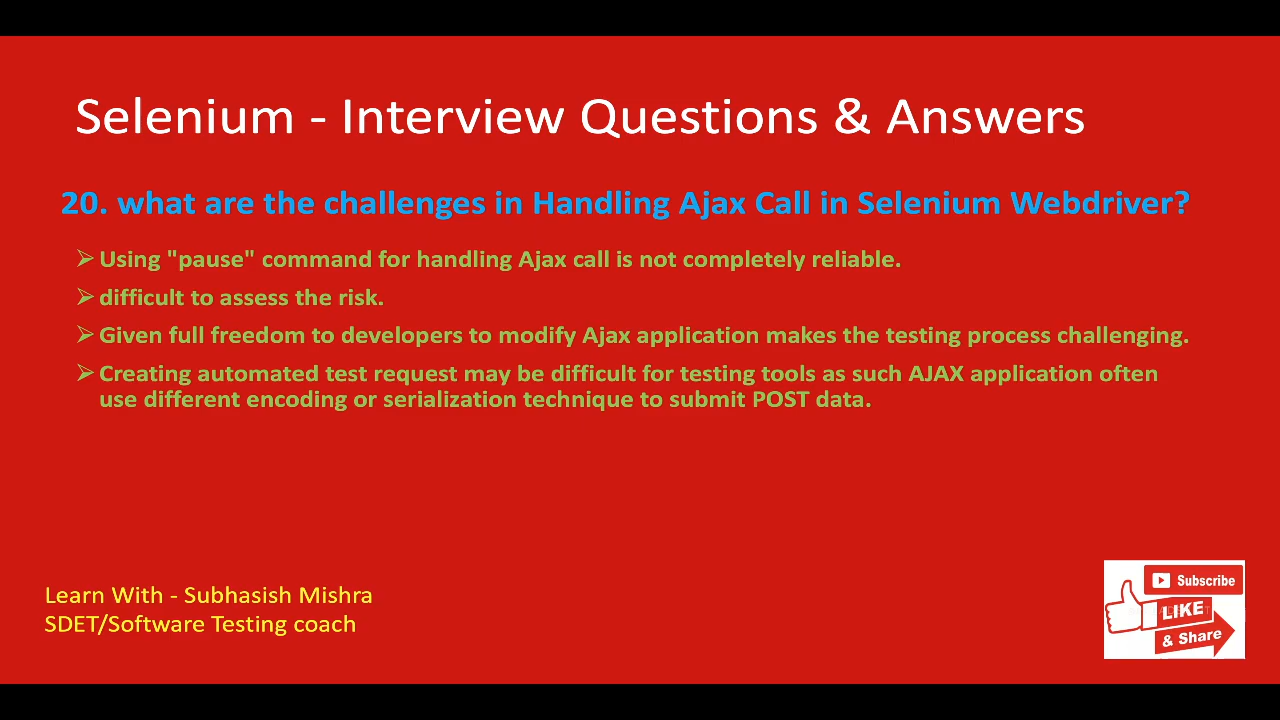 Selenium - Interview Questions & Answers
20. what are the challenges in Handling Ajax Call in Selenium Webdriver?
Using "pause" command for handling Ajax call is not completely reliable.
difficult to assess the risk.
Given full freedom to developers to modify Ajax application makes the testing process challenging.
Creating automated test request may be difficult for testing tools as such AJAX application often
use different encoding or serialization technique to submit POST data.
Learn With - Subhasish Mishra
SDET/Software Testing coach
Subscribe
LIKE
& Share